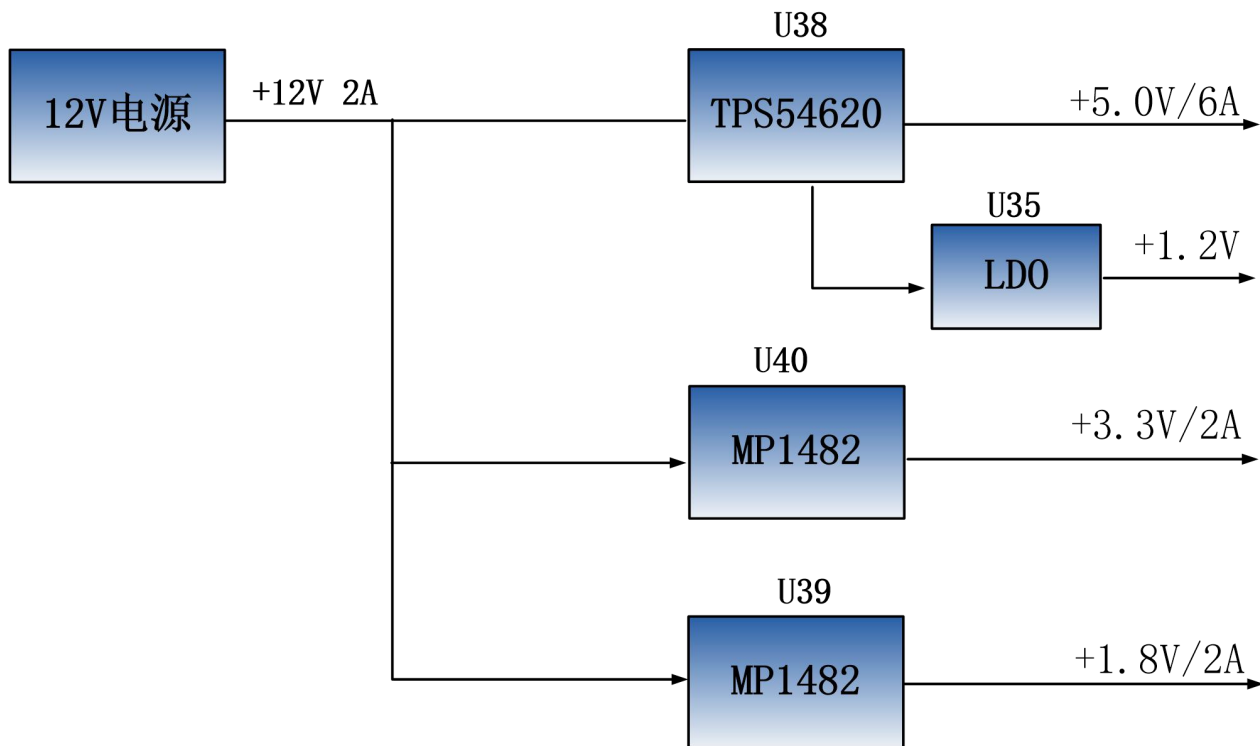 U38
12V电源
+12V 2A
TPS54620
+5.0V/6A
U35
LDO
+1.2V
U40
MP1482
+3.3V/2A
U39
MP1482
+1.8V/2A